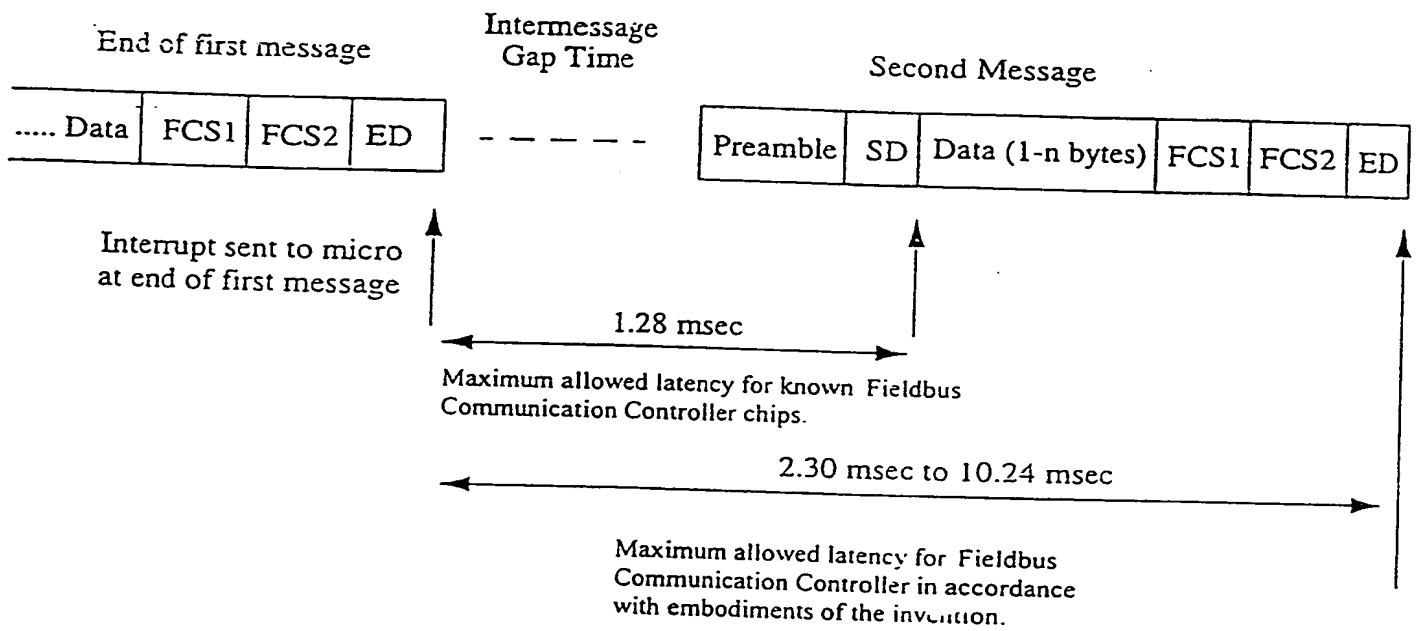 End of first message
Intermessage
Gap Time
Second Message
..... Data FCS1 FCS2 ED
Preamble SD Data (1-n bytes) FCS1 FCS2 ED
Interrupt sent to micro
at end of first message
1.28 msec
Maximum allowed latency for known Fieldbus
Communication Controller chips.
2.30 msec to 10.24 msec
Maximum allowed latency for Fieldbus
Communication Controller in accordance
with embodiments of the invention.